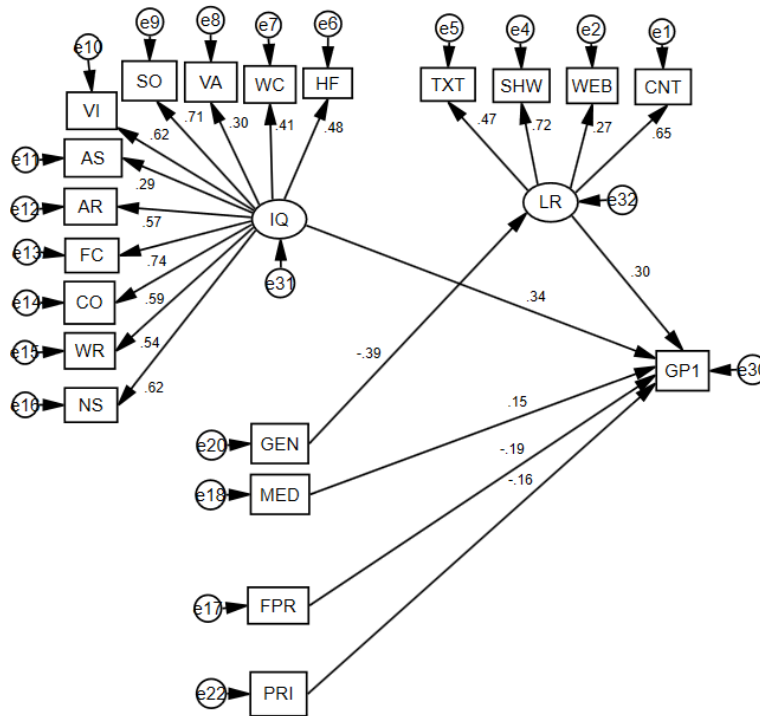 e9 e8 e7 e6 e5 e4 e2 e1
e10
SO VA WC HF TXT SHW WEB CNT
VI
.71 .30 .41 .48 .47 .72 .27 .65
.62
e11 AS
.29
e12 AR
.57
IQ
LR e32
e13 FC
.74
e31
e14 CO
.59
.34
.30
e15 WR
.54
-.39
GP1 e30
e16 NS
.62
.15
e20 GEN
-.19
e18 MED
-.16
e17 FPR
e22 PRI